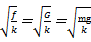 √(f/k) = √(G/k) = √(mg/k)